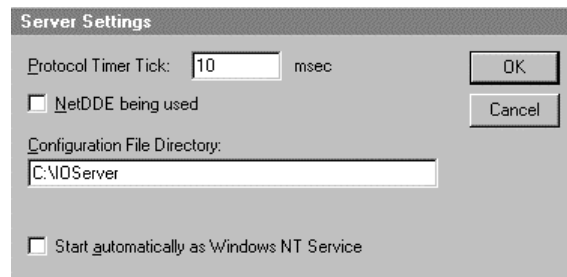 Server Settings
Protocol Timer Tick: 10 msec
OK
NetDDE being used
Cancel
Configuration File Directory:
C:\IOServer
Start automatically as Windows NT Service